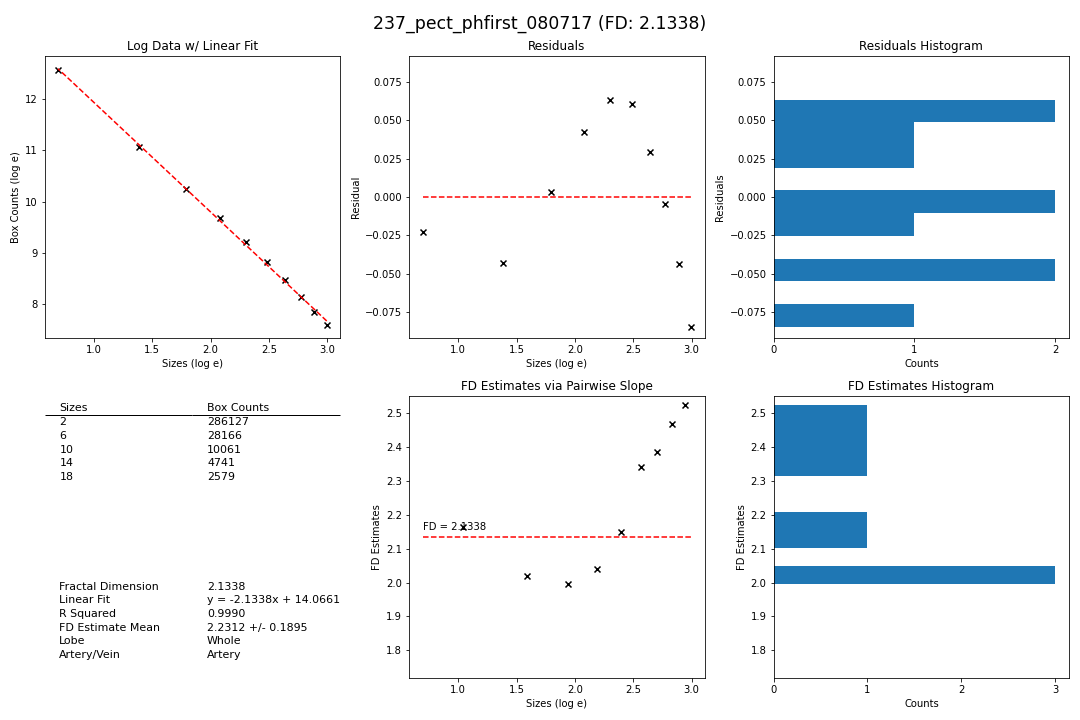 237_pect_phfirst_080717 (FD: 2.1338)
Log Data w/ Linear Fit
12
11
10
9
8
Box Counts (log e)
1.0 1.5 2.0 2.5 3.0
Sizes (log e)
Residuals
0.075
0.050
0.025
0.000
−0.025
−0.050
−0.075
Residual
1.0 1.5 2.0 2.5 3.0
Sizes (log e)
Residuals Histogram
0.075
0.050
0.025
0.000
−0.025
−0.050
−0.075
Residuals
0 1 2
Counts
Sizes Box Counts
2 286127
6 28166
10 10061
14 4741
18 2579
Fractal Dimension 2.1338
Linear Fit y = -2.1338x + 14.0661
R Squared 0.9990
FD Estimate Mean 2.2312 +/- 0.1895
Lobe Whole
Artery/Vein Artery
FD Estimates via Pairwise Slope
2.5
2.4
2.3
2.2
2.1
2.0
1.9
1.8
FD Estimates
FD = 2.1338
1.0 1.5 2.0 2.5 3.0
Sizes (log e)
FD Estimates Histogram
2.5
2.4
2.3
2.2
2.1
2.0
1.9
1.8
FD Estimates
0 1 2 3
Counts